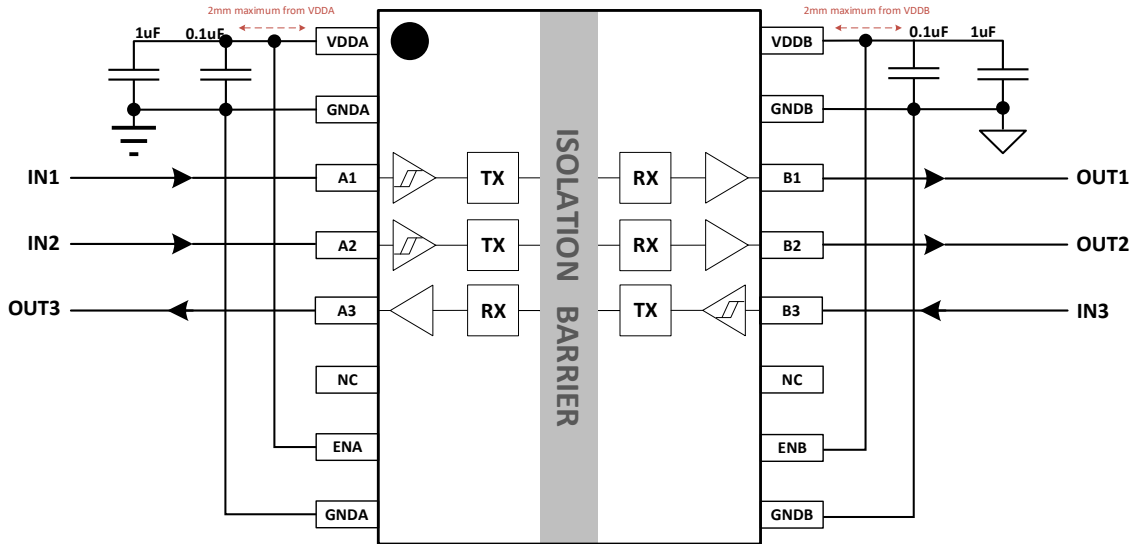 2mm maximum from VDDA
2mm maximum from VDDB
1uF
0.1uF
VDDA
VDDB
0.1uF
1uF
GNDA
GNDB
IN1
A1
TX
RX
B1
OUT1
IN2
A2
TX
RX
B2
OUT2
OUT3
A3
RX
TX
B3
IN3
ISOLATION BARRIER
NC
NC
ENA
ENB
GNDA
GNDB